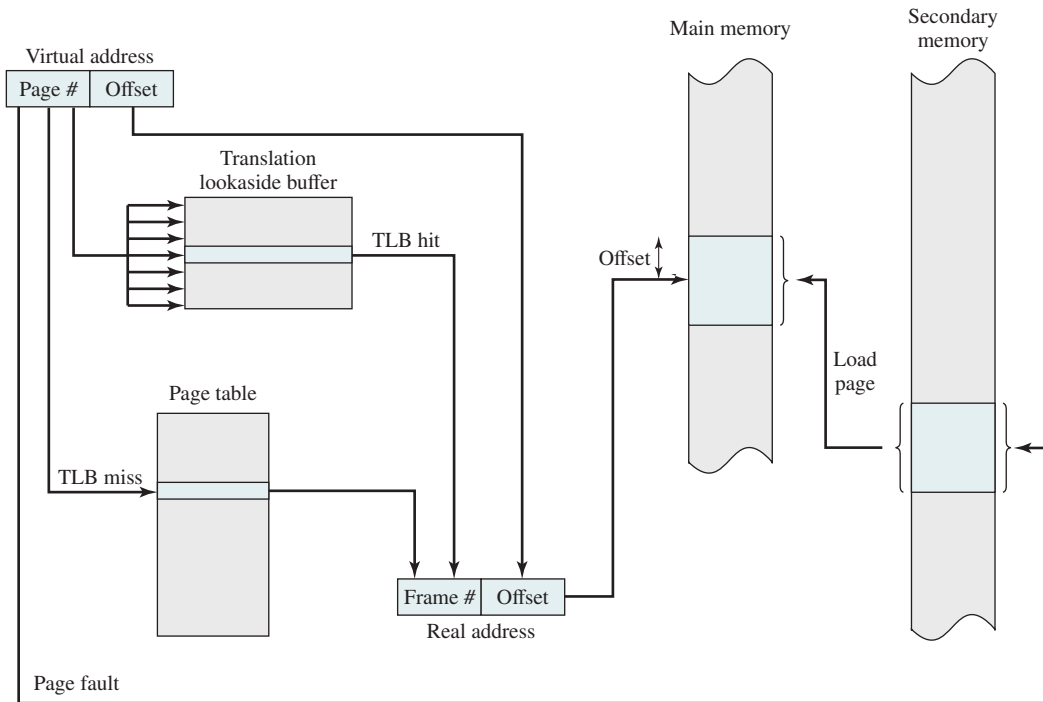 Main memory
Secondary
memory
Virtual address
Page #
Offset
Translation
lookaside buffer
TLB hit
Offset
Load
page
Page table
TLB miss
Frame #
Offset
Real address
Page fault